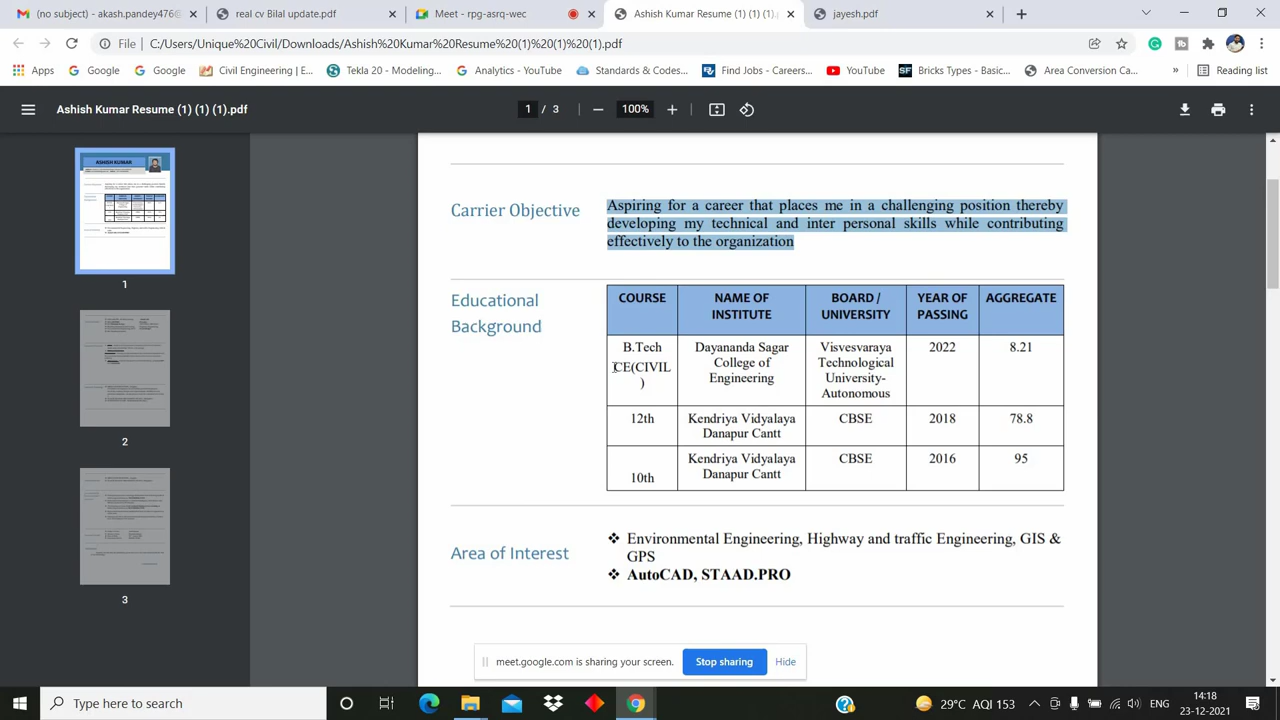 (no subject) - akash.pandey476@
real cv Bilal update.pdf
Meet - rpg-asrq-wec
Ashish Kumar Resume (1) (1) (1).p
jayesh.pdf
File
C:/Users/Unique%20Civil/Downloads/Ashish%20Kumar%20Resume%20(1)%20(1)%20(1).pdf
Apps
Google
Google
Civil Engineering | E...
Tekla 20 - Modeling...
Analytics - YouTube
Standards & Codes...
Find Jobs - Careers...
YouTube
SF
Bricks Types - Basic...
Area Conversion Ca...
»
Reading list
Ashish Kumar Resume (1) (1) (1).pdf
1 / 3
100%
ASHISH KUMAR
1
2
3
Carrier Objective
Aspiring for a career that places me in a challenging position thereby
developing my technical and inter personal skills while contributing
effectively to the organization
Educational
Background
COURSE
NAME OF
INSTITUTE
BOARD /
UNIVERSITY
YEAR OF
PASSING
AGGREGATE
B.Tech
CE(CIVIL
)
Dayananda Sagar
College of
Engineering
Visvesvaraya
Technological
University-
Autonomous
2022
8.21
12th
Kendriya Vidyalaya
Danapur Cantt
CBSE
2018
78.8
10th
Kendriya Vidyalaya
Danapur Cantt
CBSE
2016
95
Area of Interest
Environmental Engineering, Highway and traffic Engineering, GIS &
GPS
AutoCAD, STAAD.PRO
meet.google.com is sharing your screen.
Stop sharing
Hide
Type here to search
29°C AQI 153
ENG
14:18
23-12-2021